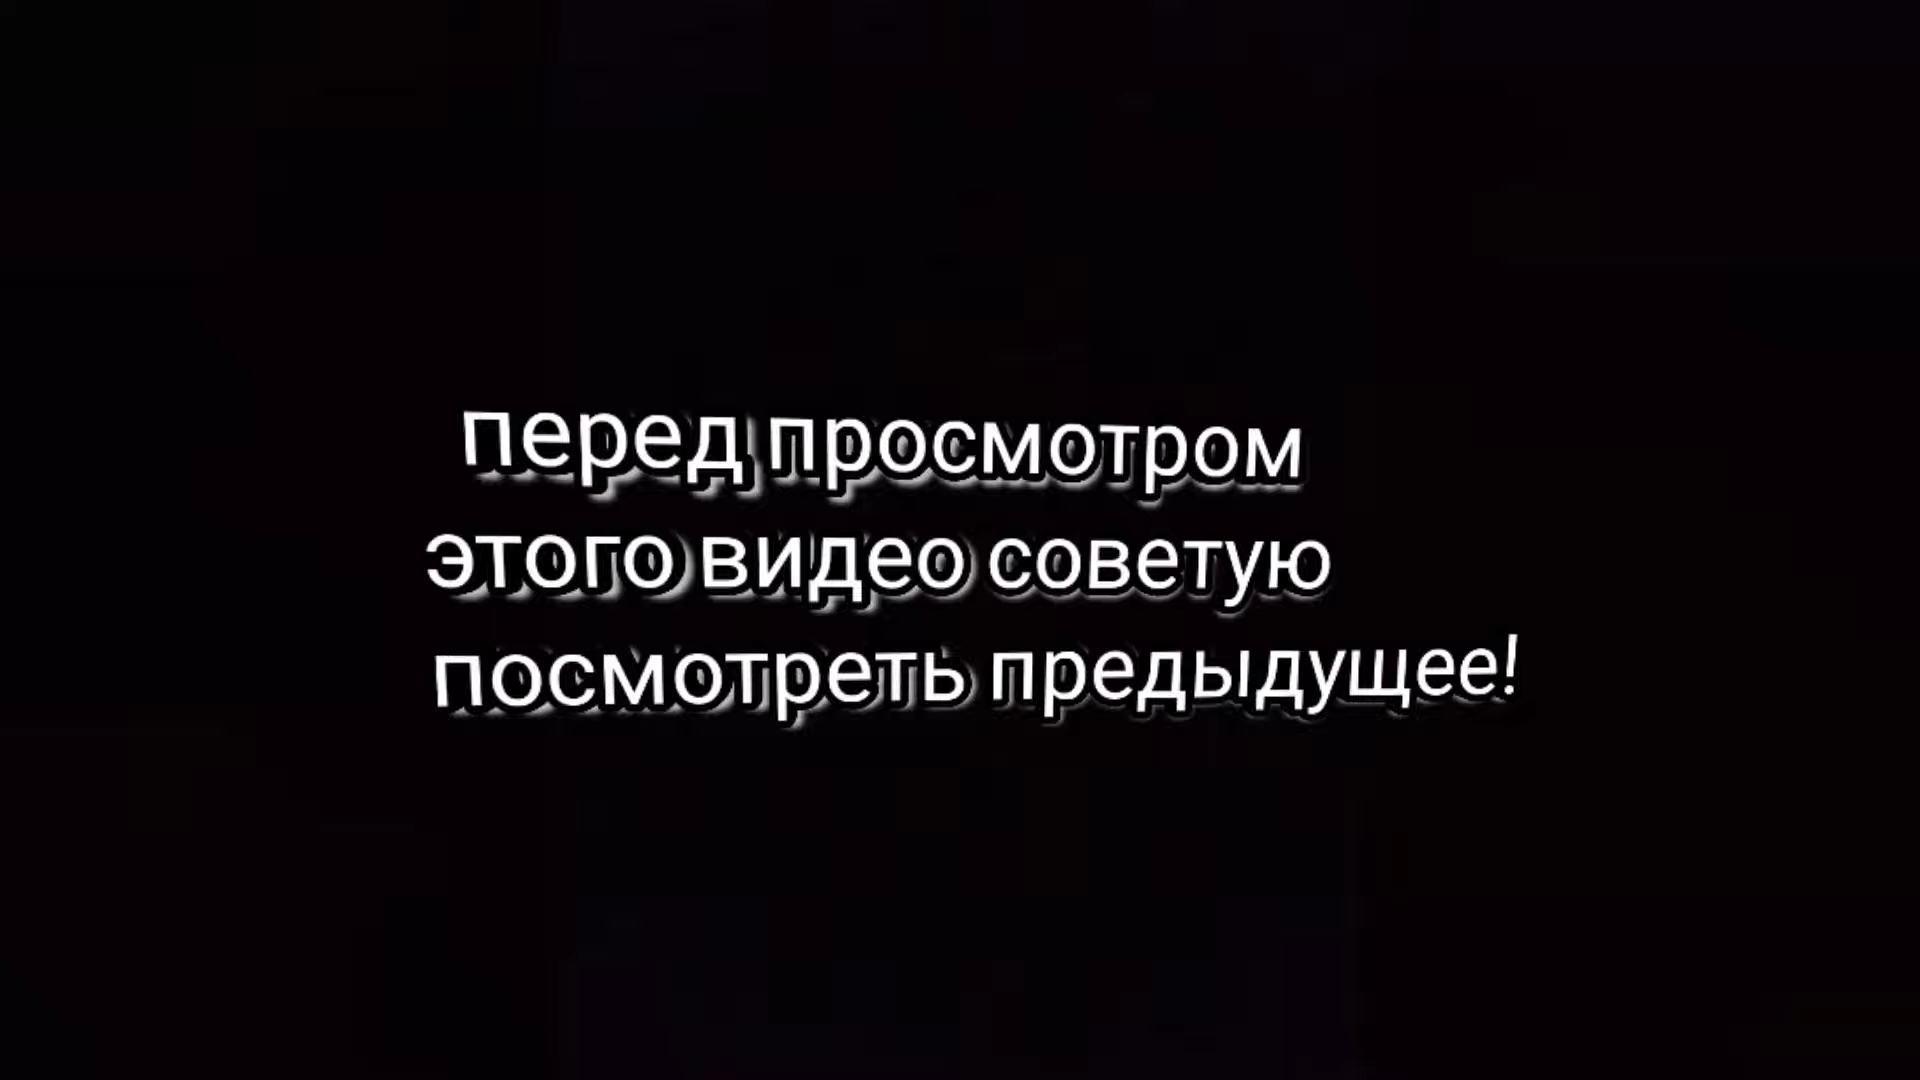 перед просмотром
этого видео советую
посмотреть предыдущее!